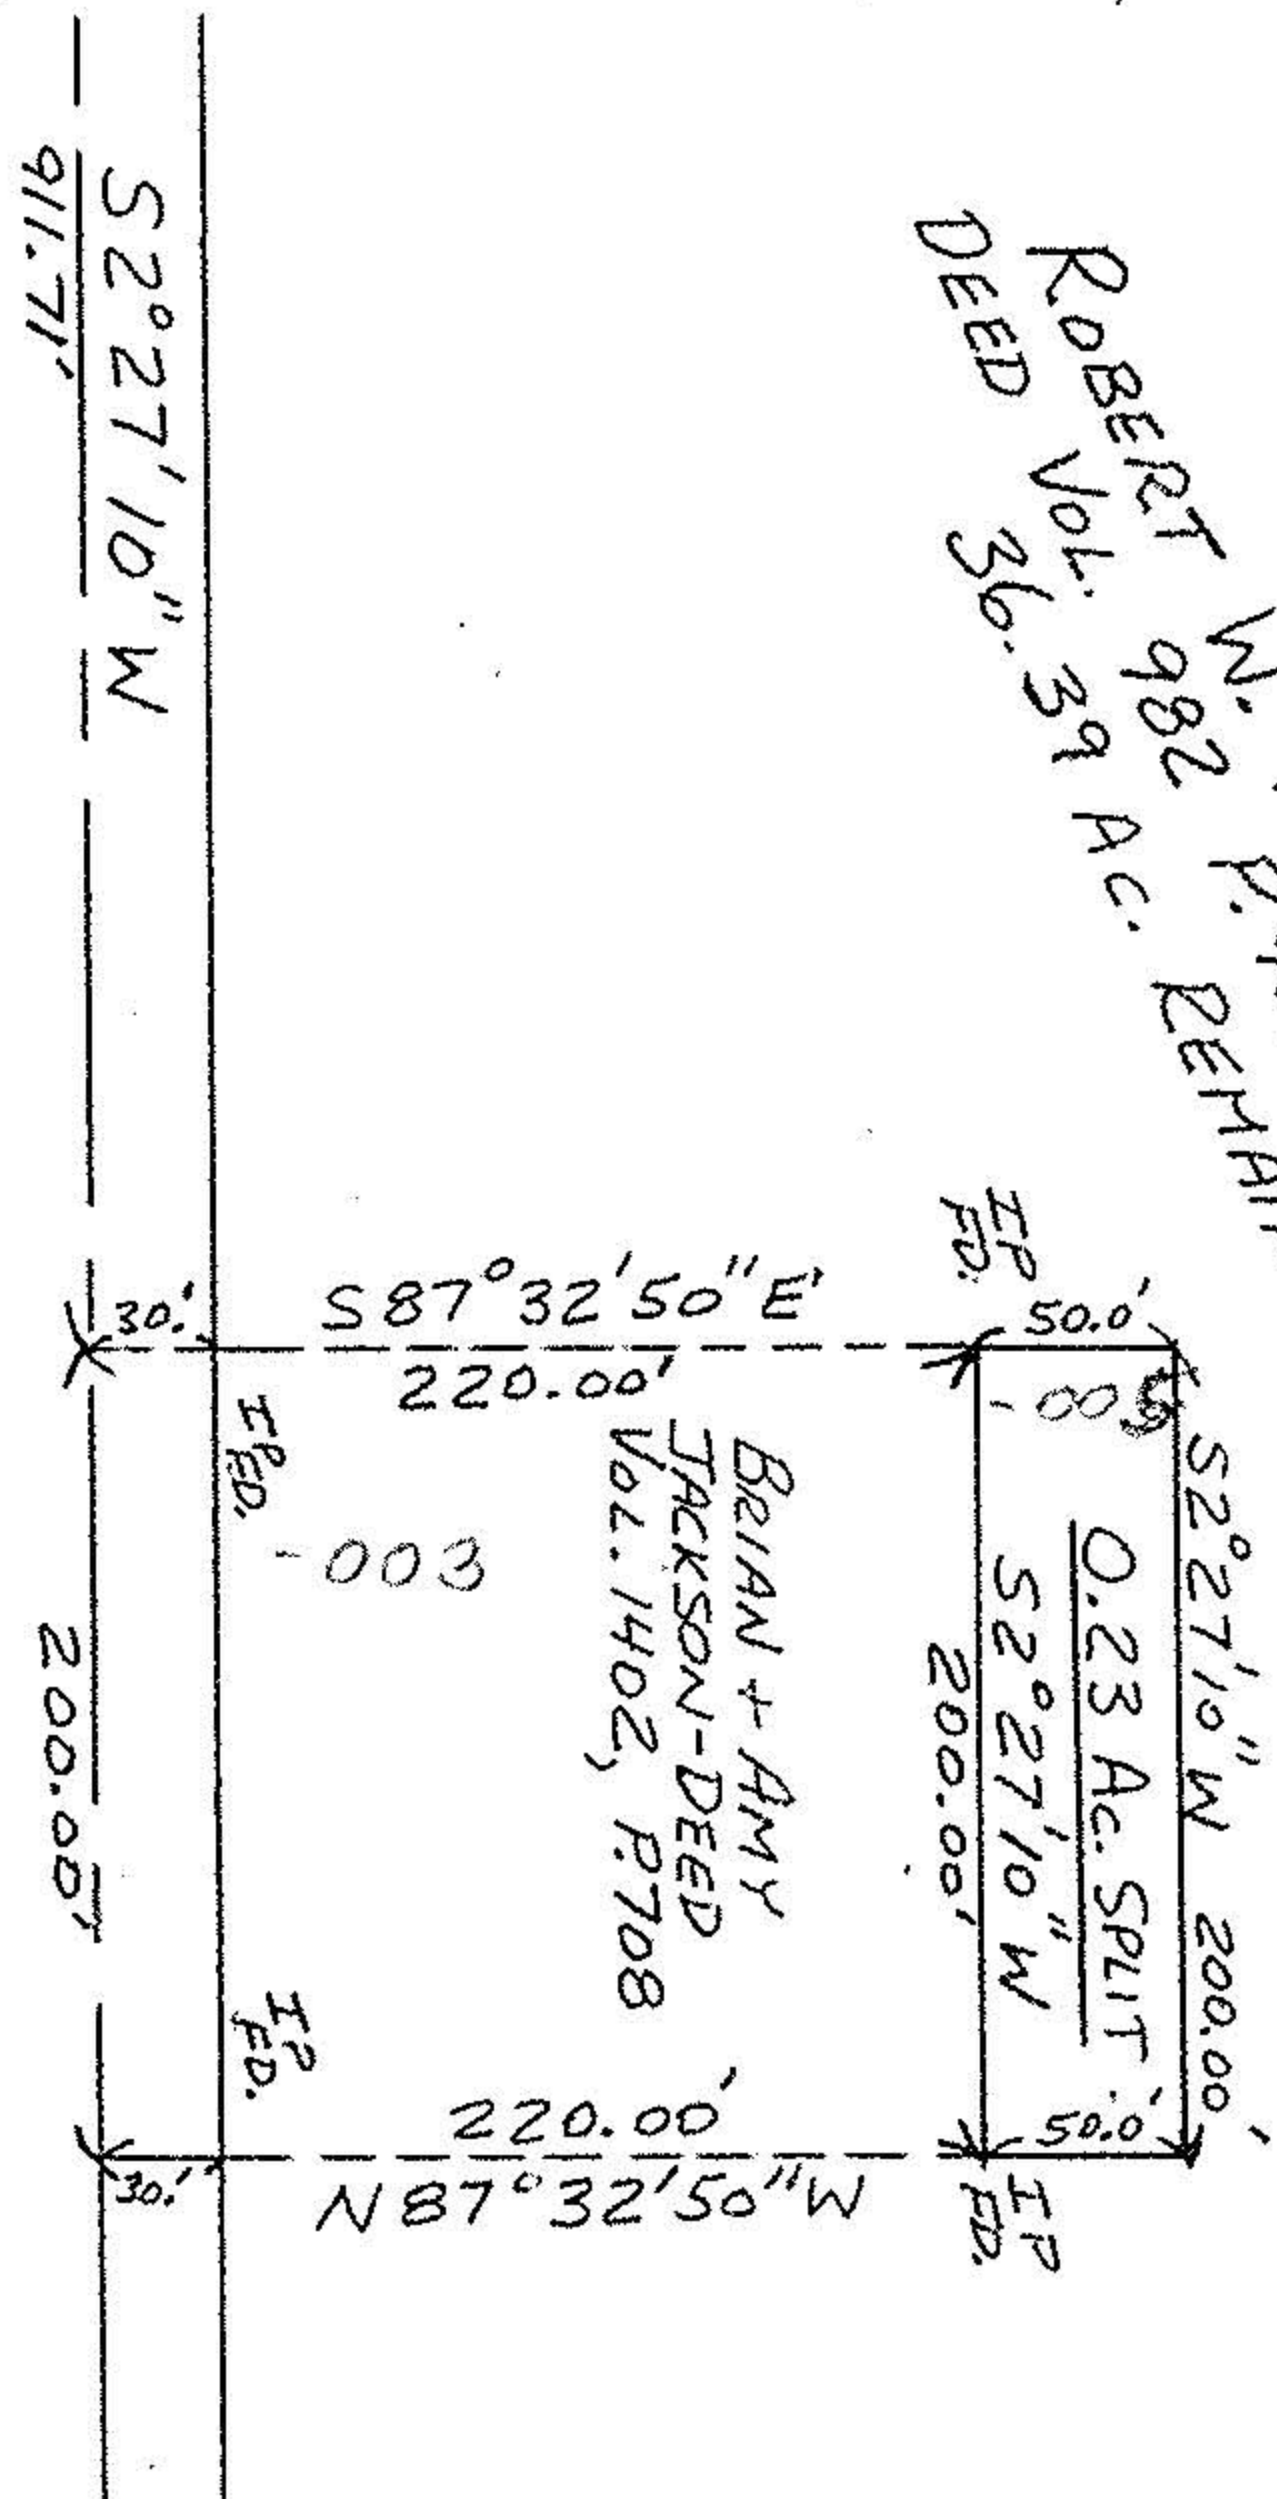 S2°27'10"W
911.71'
ROBERT W.
DEED VOL. 982 P.
36.39 AC.
IP
FD.
30.'
S87°32'50"E
220.00'
50.0'
IP
FD.
-003
BRIAN + AMY
JACKSON-DEED
VOL. 1402, P.708
S2°27'10"W 200.00'
0.23 AC. SPLIT
S2°27'10"W
200.00'
200.00'
IP
FD.
220.00'
50.0'
30.'
N87°32'50"W
IP
FD.